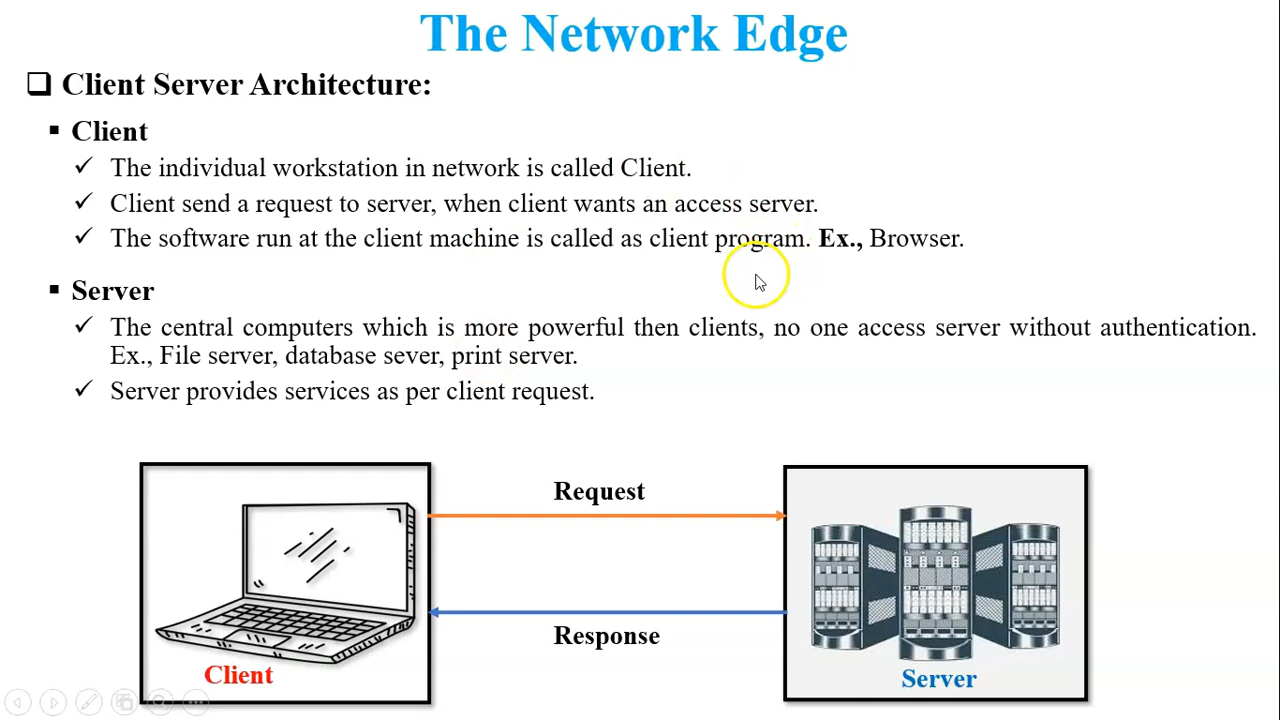 The Network Edge
Client Server Architecture:
Client
The individual workstation in network is called Client.
Client send a request to server, when client wants an access server.
The software run at the client machine is called as client program. Ex., Browser.
Server
The central computers which is more powerful then clients, no one access server without authentication.
Ex., File server, database sever, print server.
Server provides services as per client request.
Request
Response
Client
Server